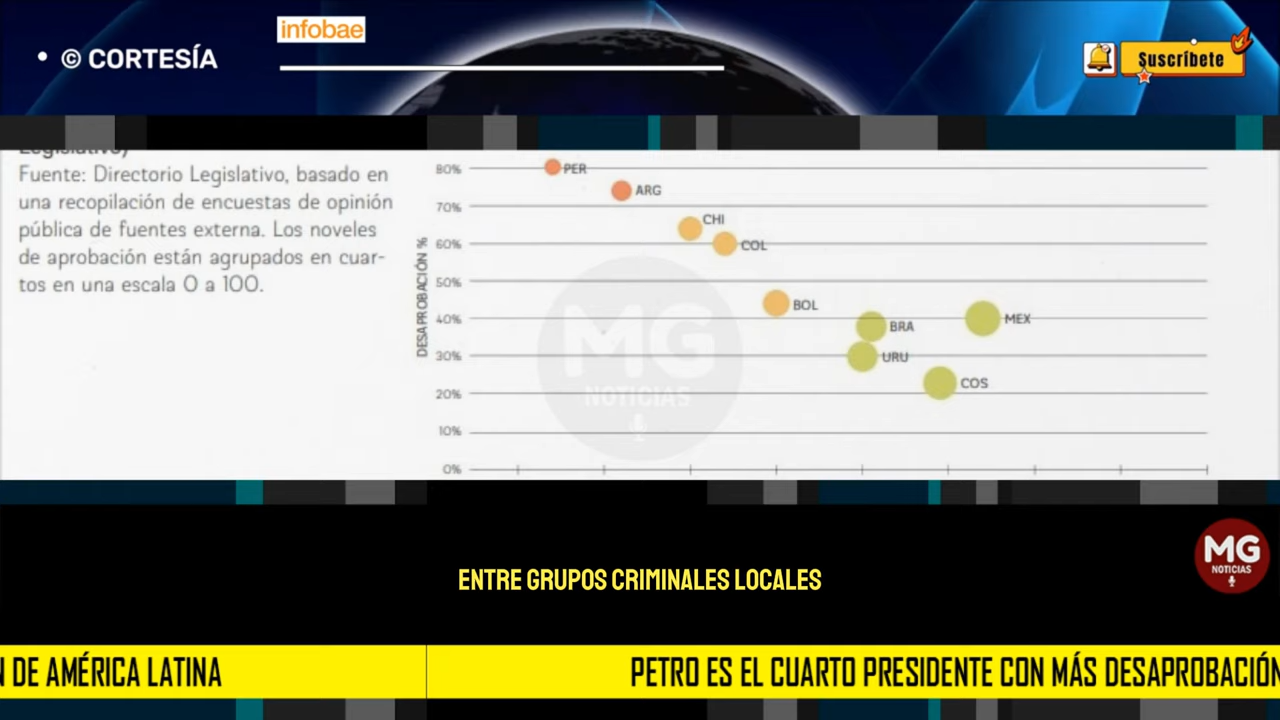 infobae
• © CORTESÍA
Suscríbete
Legislativo)
Fuente: Directorio Legislativo, basado en
una recopilación de encuestas de opinión
pública de fuentes externa. Los noveles
de aprobación están agrupados en cuar-
tos en una escala 0 a 100.
DESAPROBACIÓN %
80%
70%
60%
50%
40%
30%
20%
10%
0%
PER
ARG
CHI
COL
BOL
BRA
MEX
URU
COS
MG
NOTICIAS
ENTRE GRUPOS CRIMINALES LOCALES
MG
NOTICIAS
N DE AMÉRICA LATINA
PETRO ES EL CUARTO PRESIDENTE CON MÁS DESAPROBACIÓN